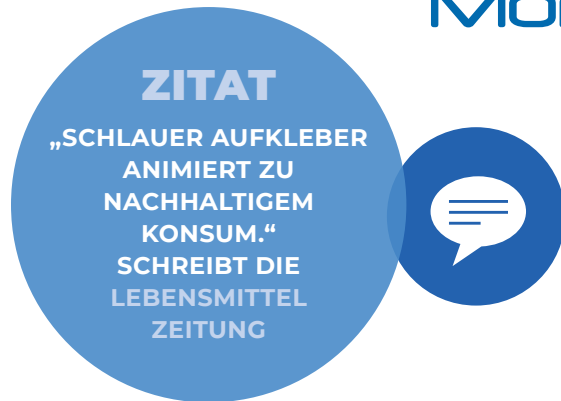 ZITAT
„SCHLAUER AUFKLEBER
ANIMIERT ZU
NACHHALTIGEM
KONSUM.“
SCHREIBT DIE
LEBENSMITTEL
ZEITUNG